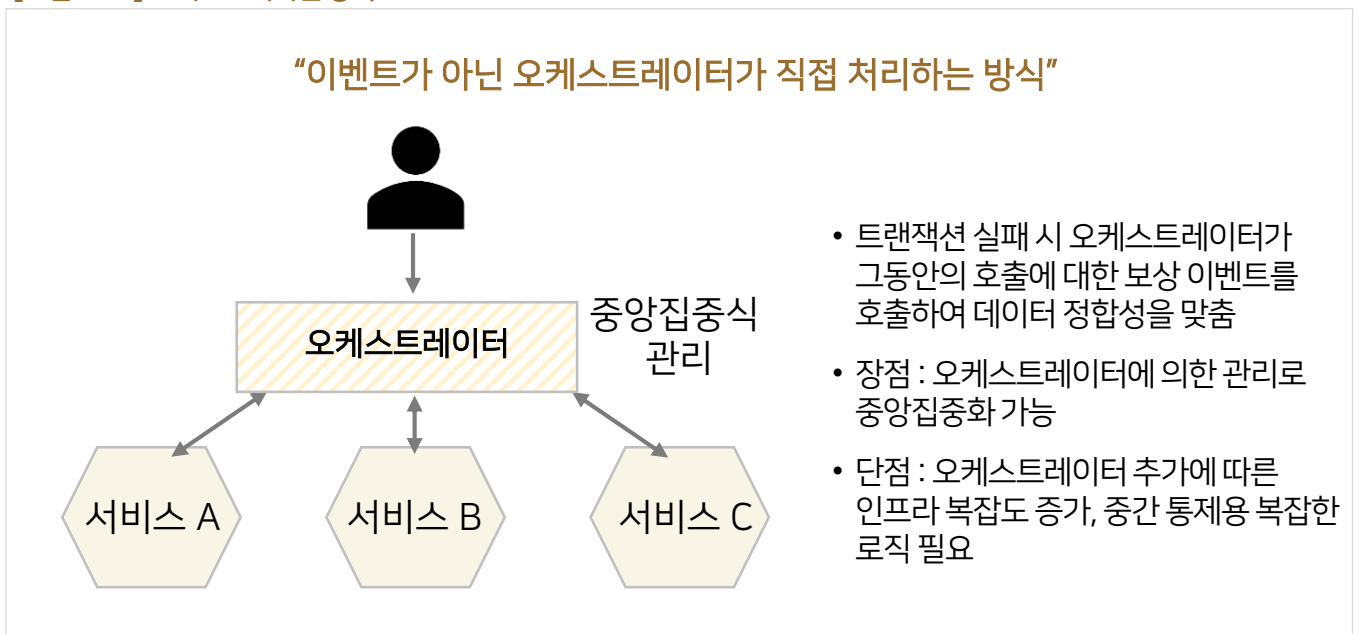 “이벤트가 아닌 오케스트레이터가 직접 처리하는 방식”
오케스트레이터
중앙집중식
관리
서비스 A
서비스 B
서비스 C
• 트랜잭션 실패 시 오케스트레이터가
그동안의 호출에 대한 보상 이벤트를
호출하여 데이터 정합성을 맞춤
• 장점 : 오케스트레이터에 의한 관리로
중앙집중화 가능
• 단점 : 오케스트레이터 추가에 따른
인프라 복잡도 증가, 중간 통제용 복잡한
로직 필요